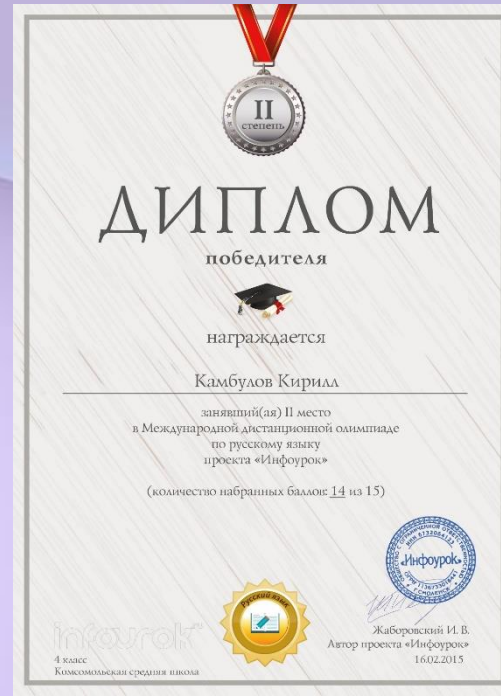 II
степень
ДИПЛОМ
победителя
награждается
Камбулов Кирилл
занявший(ая) II место
в Международной дистанционной олимпиаде
по русскому языку
проекта «Инфоурок»
(количество набранных баллов: 14 из 15)
«Инфоурок»
Русский язык
infourok
Жаборовский И. В.
Автор проекта «Инфоурок»
16.02.2015
4 класс
Комсомольская средняя школа